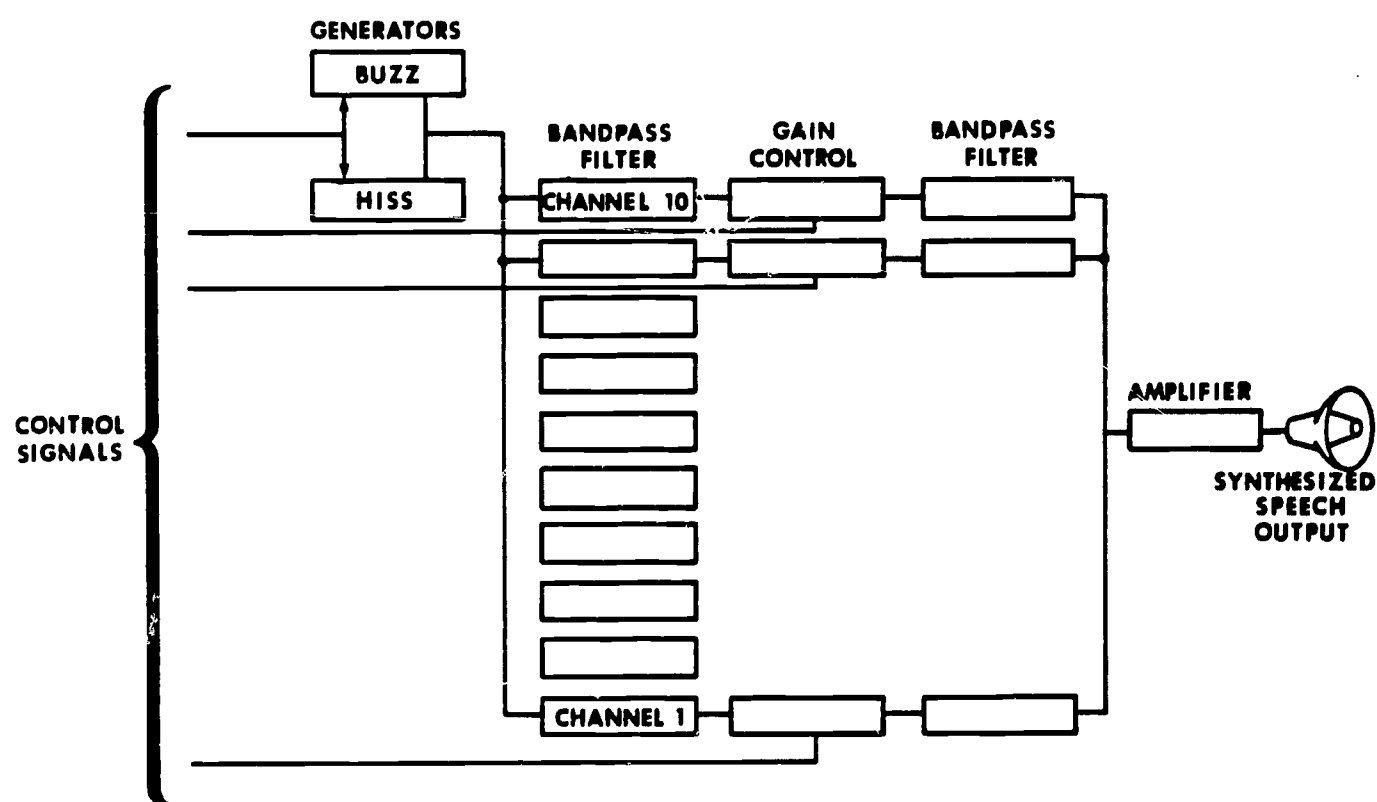 GENERATORS
BUZZ
HISS
BANDPASS
FILTER
GAIN
CONTROL
BANDPASS
FILTER
CHANNEL 10
CONTROL
SIGNALS
AMPLIFIER
SYNTHESIZED
SPEECH
OUTPUT
CHANNEL 1